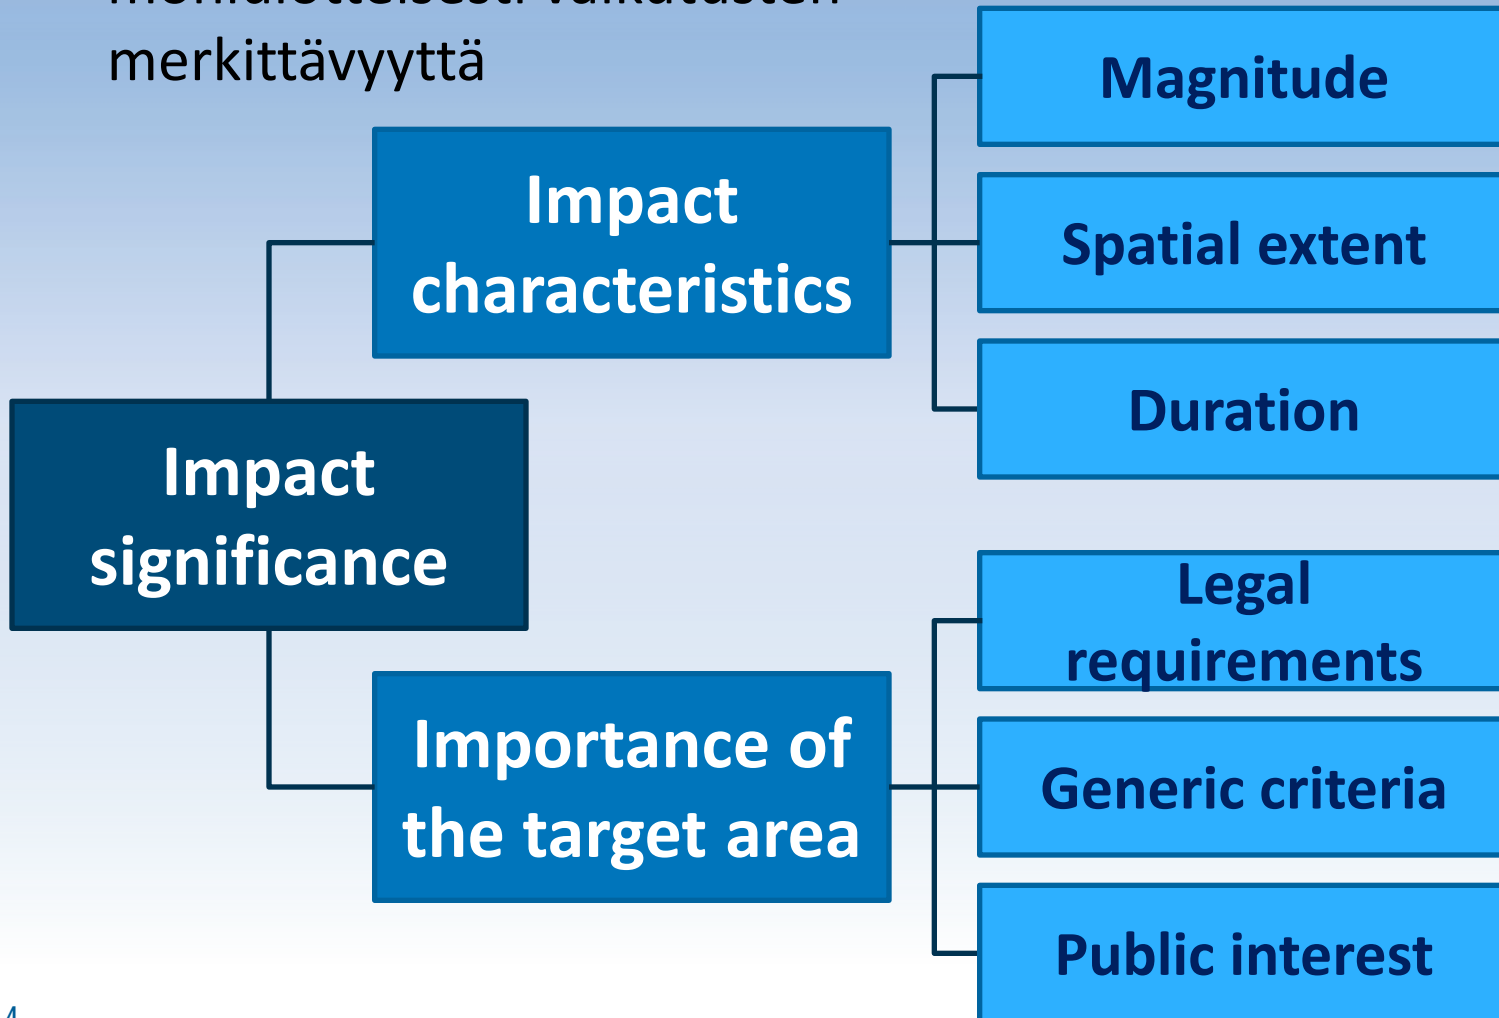 merkittävyyttä
Magnitude
Impact
characteristics
Spatial extent
Duration
Impact
significance
Legal
requirements
Importance of
the target area
Generic criteria
Public interest
4